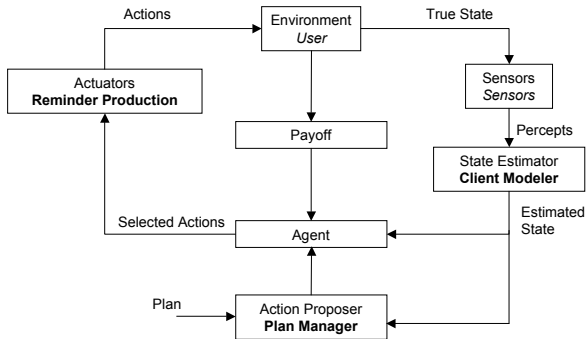 Actions
Environment
User
True State
Actuators
Reminder Production
Sensors
Sensors
Payoff
Percepts
State Estimator
Client Modeler
Selected Actions
Agent
Estimated
State
Plan
Action Proposer
Plan Manager